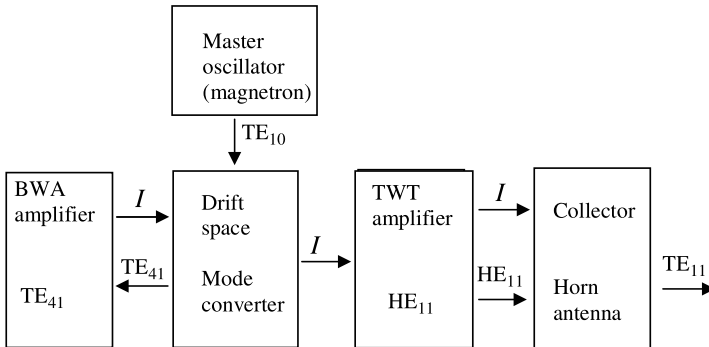 Master
oscillator
(magnetron)
TE₁₀
BWA
amplifier
TE₄₁
I
TE₄₁
Drift
space
Mode
converter
I
TWT
amplifier
HE₁₁
I
HE₁₁
Collector
Horn
antenna
TE₁₁